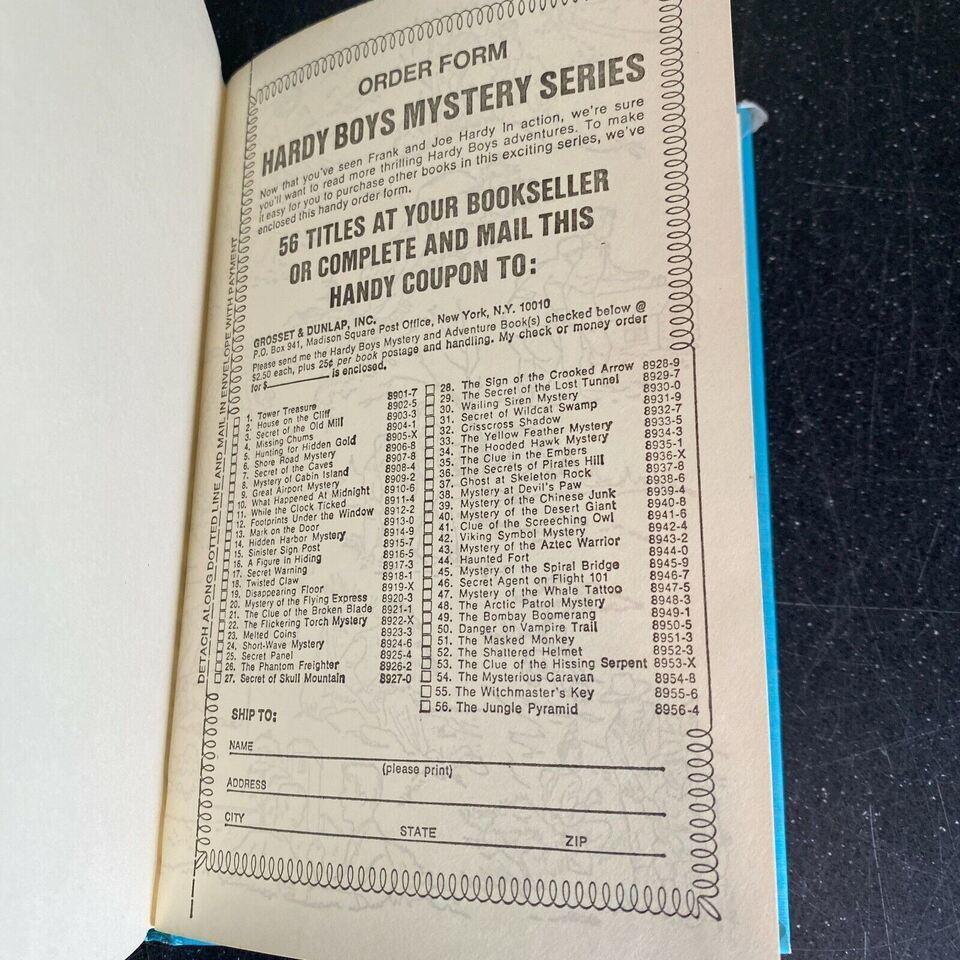 ORDER FORM
HARDY BOYS MYSTERY SERIES
Now that you've seen Frank and Joe Hardy In action, we're sure
you'll want to read more thrilling Hardy Boys adventures. To make
it easy for you to purchase other books in this exciting series, we've
enclosed this handy order form.
56 TITLES AT YOUR BOOKSELLER
OR COMPLETE AND MAIL THIS
HANDY COUPON TO:
GROSSET & DUNLAP, INC.
P.O. Box 941, Madison Square Post Office, New York, N.Y. 10010
Please send me the Hardy Boys Mystery and Adventure Book(s) checked below @
$2.50 each, plus 25¢ per book postage and handling. My check or money order
for $________ is enclosed.
1. Tower Treasure 8901-7
2. House on the Cliff 8902-5
3. Secret of the Old Mill 8903-3
4. Missing Chums 8904-1
5. Hunting for Hidden Gold 8905-X
6. Shore Road Mystery 8906-8
7. Secret of the Caves 8907-8
8. Mystery of Cabin Island 8908-4
9. Great Airport Mystery 8909-2
10. What Happened At Midnight 8910-6
11. While the Clock Ticked 8911-4
12. Footprints Under the Window 8912-2
13. Mark on the Door 8913-0
14. Hidden Harbor Mystery 8914-9
15. Sinister Sign Post 8915-7
16. A Figure in Hiding 8916-5
17. Secret Warning 8917-3
18. Twisted Claw 8918-1
19. Disappearing Floor 8919-X
20. Mystery of the Flying Express 8920-3
21. The Clue of the Broken Blade 8921-1
22. The Flickering Torch Mystery 8922-X
23. Melted Coins 8923-3
24. Short-Wave Mystery 8924-6
25. Secret Panel 8925-4
26. The Phantom Freighter 8926-2
27. Secret of Skull Mountain 8927-0
28. The Sign of the Crooked Arrow 8928-9
29. The Secret of the Lost Tunnel 8929-7
30. Wailing Siren Mystery 8930-0
31. Secret of Wildcat Swamp 8931-9
32. Crisscross Shadow 8932-7
33. The Yellow Feather Mystery 8933-5
34. The Hooded Hawk Mystery 8934-3
35. The Clue in the Embers 8935-1
36. The Secrets of Pirates Hill 8936-X
37. Ghost at Skeleton Rock 8937-8
38. Mystery at Devil's Paw 8938-6
39. Mystery of the Chinese Junk 8939-4
40. Mystery of the Desert Giant 8940-8
41. Clue of the Screeching Owl 8941-6
42. Viking Symbol Mystery 8942-4
43. Mystery of the Aztec Warrior 8943-2
44. Haunted Fort 8944-0
45. Mystery of the Spiral Bridge 8945-9
46. Secret Agent on Flight 101 8946-7
47. Mystery of the Whale Tattoo 8947-5
48. The Arctic Patrol Mystery 8948-3
49. The Bombay Boomerang 8949-1
50. Danger on Vampire Trail 8950-5
51. The Masked Monkey 8951-3
52. The Shattered Helmet 8952-3
53. The Clue of the Hissing Serpent 8953-X
54. The Mysterious Caravan 8954-8
55. The Witchmaster's Key 8955-6
56. The Jungle Pyramid 8956-4
SHIP TO:
NAME
(please print)
ADDRESS
CITY STATE ZIP
DETACH ALONG DOTTED LINE AND MAIL IN ENVELOPE WITH PAYMENT